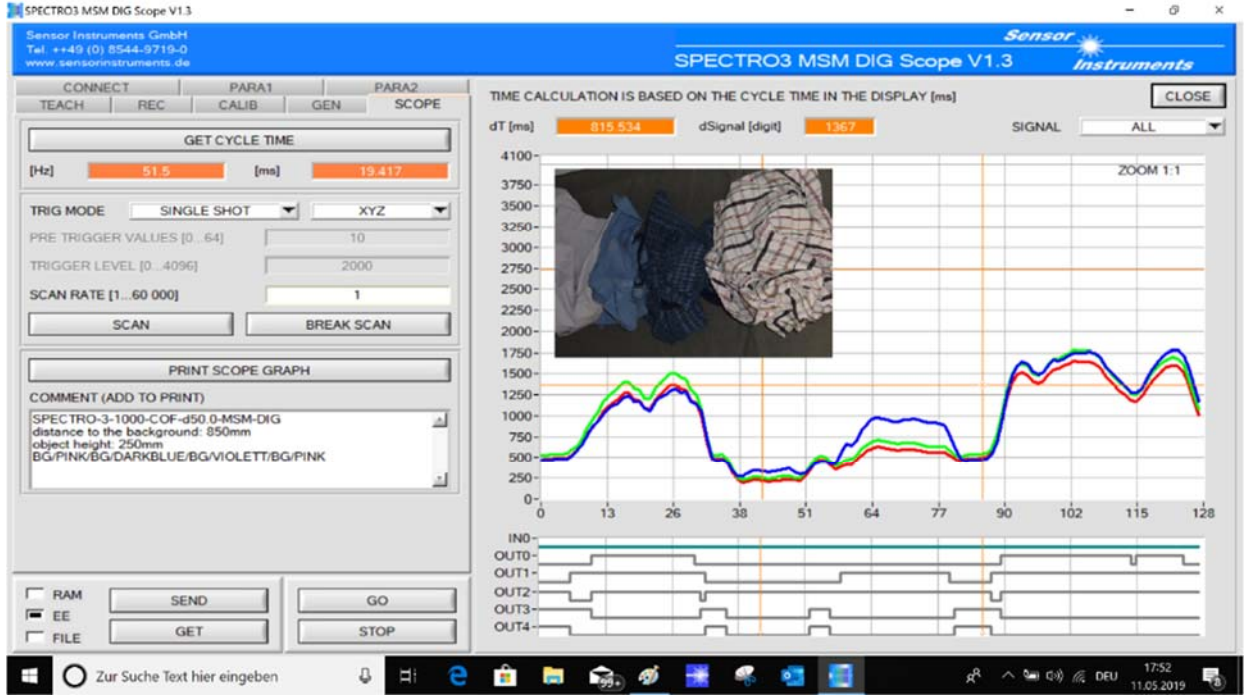 SPECTRO3 MSM DIG Scope V1.3
Sensor Instruments GmbH
Tel. ++49 (0) 8544-9719-0
www.sensorinstruments.de
Sensor
Instruments
SPECTRO3 MSM DIG Scope V1.3
CONNECT PARA1 PARA2
TEACH REC CALIB GEN SCOPE
GET CYCLE TIME
[Hz] 51.5 [ms] 19.417
TRIG MODE SINGLE SHOT XYZ
PRE TRIGGER VALUES [0...64] 10
TRIGGER LEVEL [0...4096] 2000
SCAN RATE [1...60 000] 1
SCAN BREAK SCAN
PRINT SCOPE GRAPH
COMMENT (ADD TO PRINT)
SPECTRO-3-1000-COF-d50.0-MSM-DIG
distance to the background: 850mm
object height: 250mm
BG/PINK/BG/DARKBLUE/BG/VIOLETT/BG/PINK
RAM
EE
FILE
SEND GO
GET STOP
TIME CALCULATION IS BASED ON THE CYCLE TIME IN THE DISPLAY [ms]
CLOSE
dT [ms] 815.534 dSignal [digit] 1367 SIGNAL ALL
ZOOM 1:1
4100
3750
3500
3250
3000
2750
2500
2250
2000
1750
1500
1250
1000
750
500
250
0
0 13 26 38 51 64 77 90 102 115 128
IN0
OUT0
OUT1
OUT2
OUT3
OUT4
Zur Suche Text hier eingeben
99+
DEU
17:52
11.05.2019